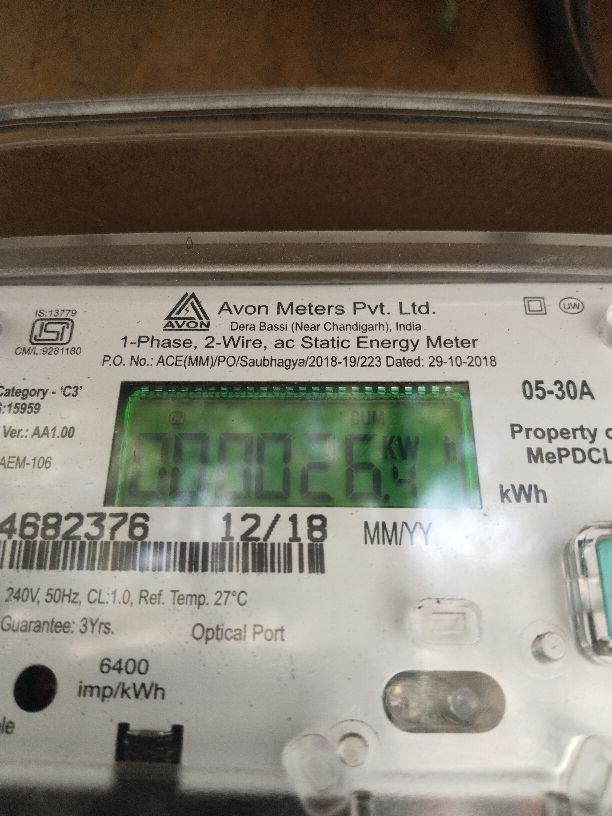 IS:13779
ISI
CM/L:9281180
AVON
Avon Meters Pvt. Ltd.
Dera Bassi (Near Chandigarh), India
1-Phase, 2-Wire, ac Static Energy Meter
P.O. No.: ACE(MM)/PO/Saubhagya/2018-19/223 Dated: 29-10-2018
UW
Category - 'C3'
:15959
Ver.: AA1.00
AEM-106
CUM
KW h
05-30A
Property o
MePDCL
kWh
4682376 12/18 MM/YY
240V, 50Hz, CL:1.0, Ref. Temp. 27°C
Guarantee: 3Yrs.
Optical Port
6400
imp/kWh